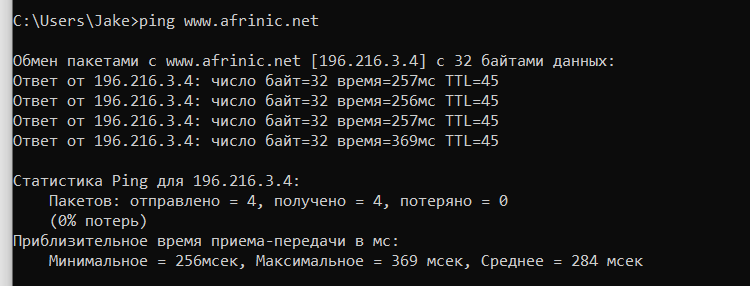 C:\Users\Jake>ping www.afrinic.net
Обмен пакетами с www.afrinic.net [196.216.3.4] с 32 байтами данных:
Ответ от 196.216.3.4: число байт=32 время=257мс TTL=45
Ответ от 196.216.3.4: число байт=32 время=256мс TTL=45
Ответ от 196.216.3.4: число байт=32 время=257мс TTL=45
Ответ от 196.216.3.4: число байт=32 время=369мс TTL=45
Статистика Ping для 196.216.3.4:
Пакетов: отправлено = 4, получено = 4, потеряно = 0
(0% потерь)
Приблизительное время приема-передачи в мс:
Минимальное = 256мсек, Максимальное = 369 мсек, Среднее = 284 мсек